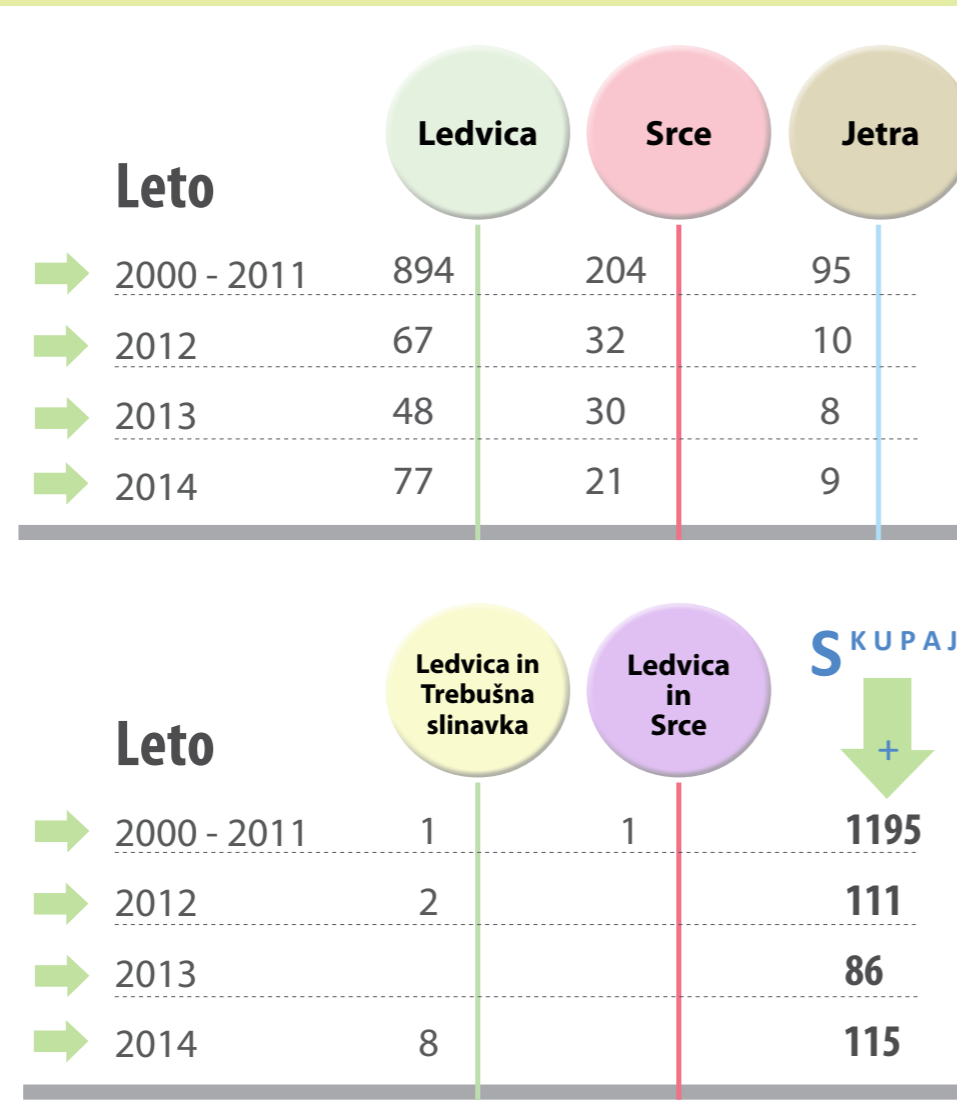 Ledvica Srce Jetra
Leto
2000 - 2011 894 204 95
2012 67 32 10
2013 48 30 8
2014 77 21 9
Ledvica in
Trebušna
slinavka
Ledvica
in
Srce
SKUPAJ
+
Leto
2000 - 2011 1 1 1195
2012 2 111
2013 86
2014 8 115